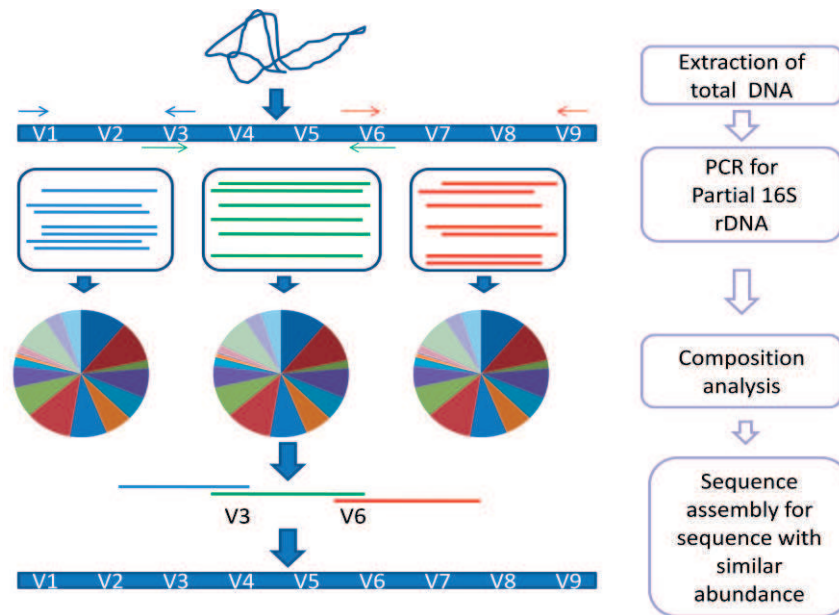 Extraction of
total DNA
V1 V2 V3 V4 V5 V6 V7 V8 V9
PCR for
Partial 16S
rDNA
Composition
analysis
V3 V6
Sequence
assembly for
sequence with
similar
abundance
V1 V2 V3 V4 V5 V6 V7 V8 V9